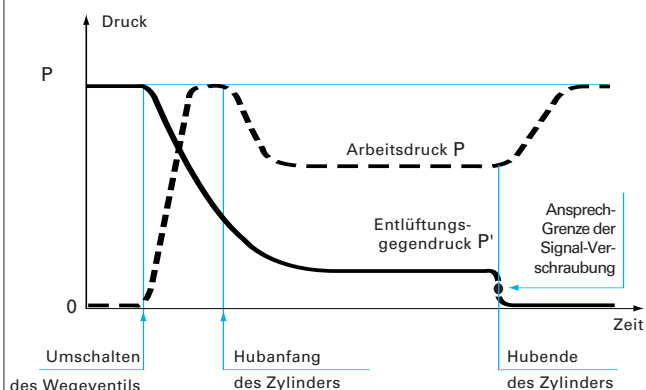 Druck
P
Arbeitsdruck P
Entlüftungs-
gegendruck P'
Ansprech-
Grenze der
Signal-Ver-
schraubung
0
Zeit
Umschalten
des Wegeventils
Hubanfang
des Zylinders
Hubende
des Zylinders